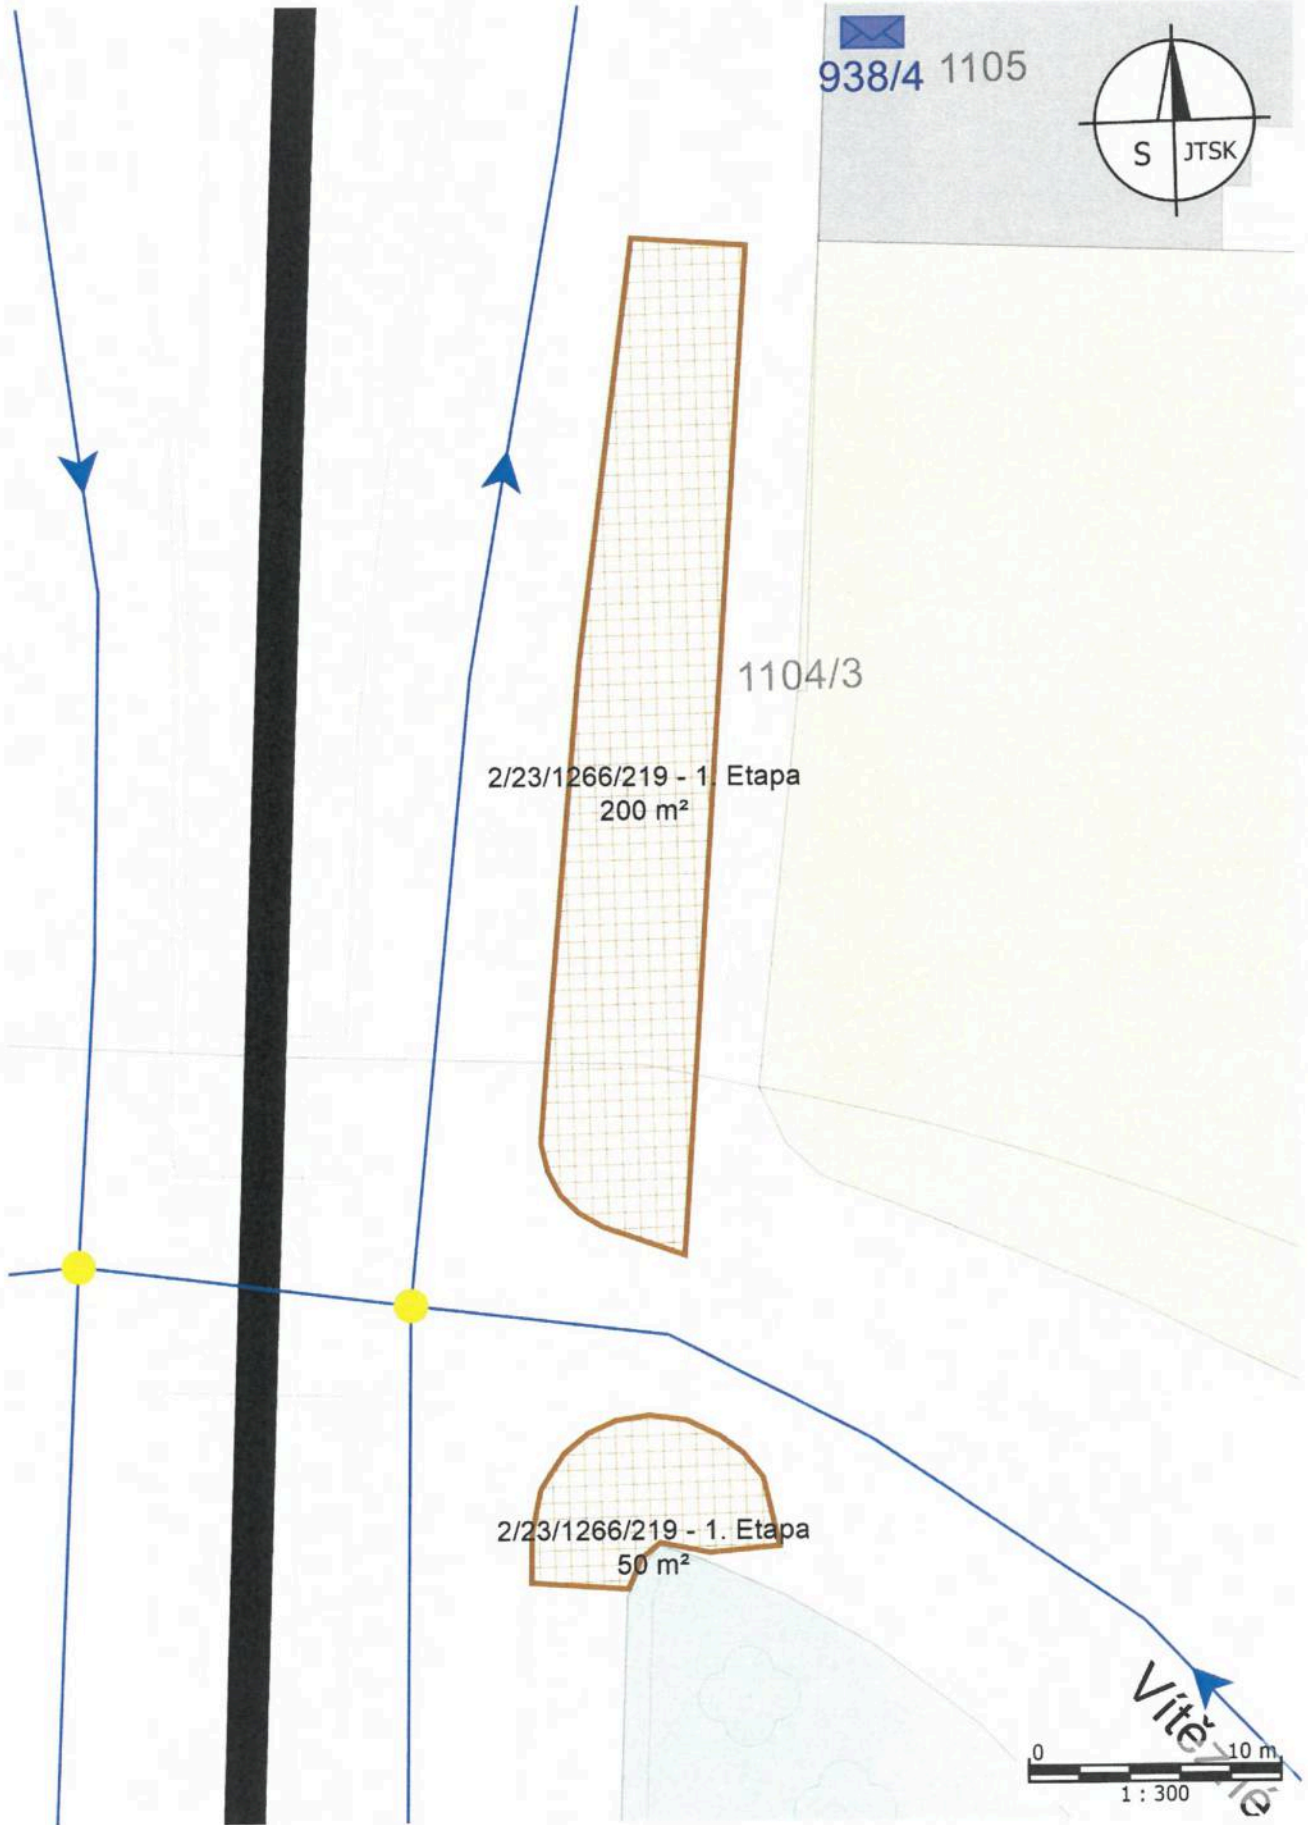 938/4 1105
S JTSK
1104/3
2/23/1266/219 - 1. Etapa
200 m²
2/23/1266/219 - 1. Etapa
50 m²
Vítězné
0 10 m
1 : 300